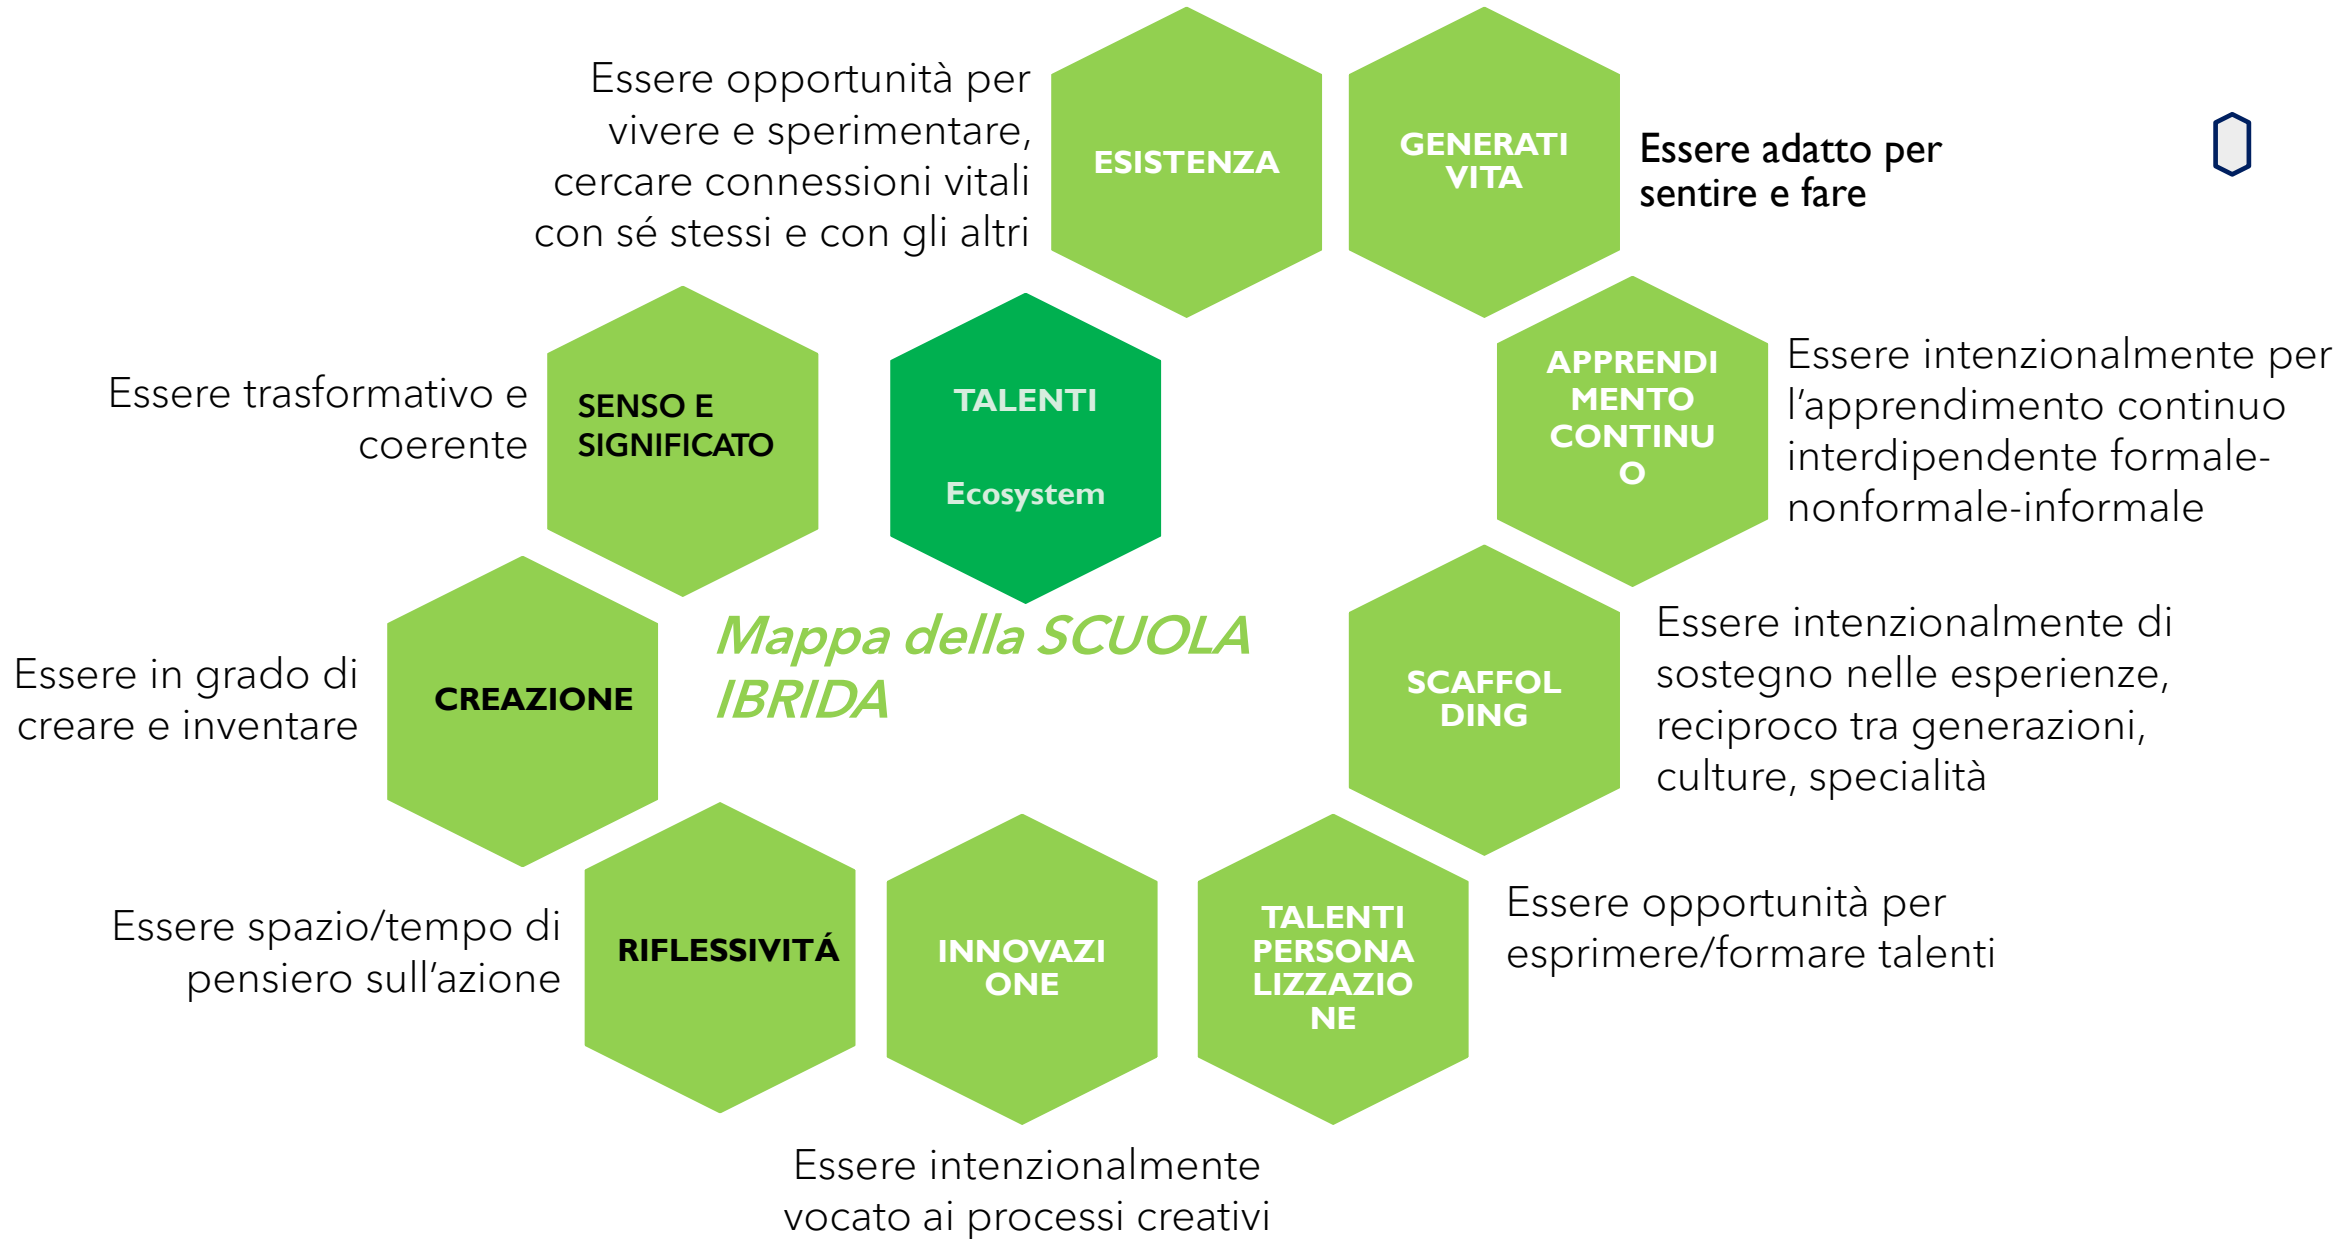 Essere opportunità per
vivere e sperimentare,
cercare connessioni vitali
con sé stessi e con gli altri
ESISTENZA
GENERATI
VITA
Essere adatto per
sentire e fare
Essere trasformativo e
coerente
SENSO E
SIGNIFICATO
TALENTI
Ecosystem
APPRENDI
MENTO
CONTINU
O
Essere intenzionalmente per
l’apprendimento continuo
interdipendente formale-
nonformale-informale
Mappa della SCUOLA
IBRIDA
Essere in grado di
creare e inventare
CREAZIONE
SCAFFOL
DING
Essere intenzionalmente di
sostegno nelle esperienze,
reciproco tra generazioni,
culture, specialità
Essere spazio/tempo di
pensiero sull’azione
RIFLESSIVITÁ
INNOVAZI
ONE
TALENTI
PERSONA
LIZZAZIO
NE
Essere opportunità per
esprimere/formare talenti
Essere intenzionalmente
vocato ai processi creativi